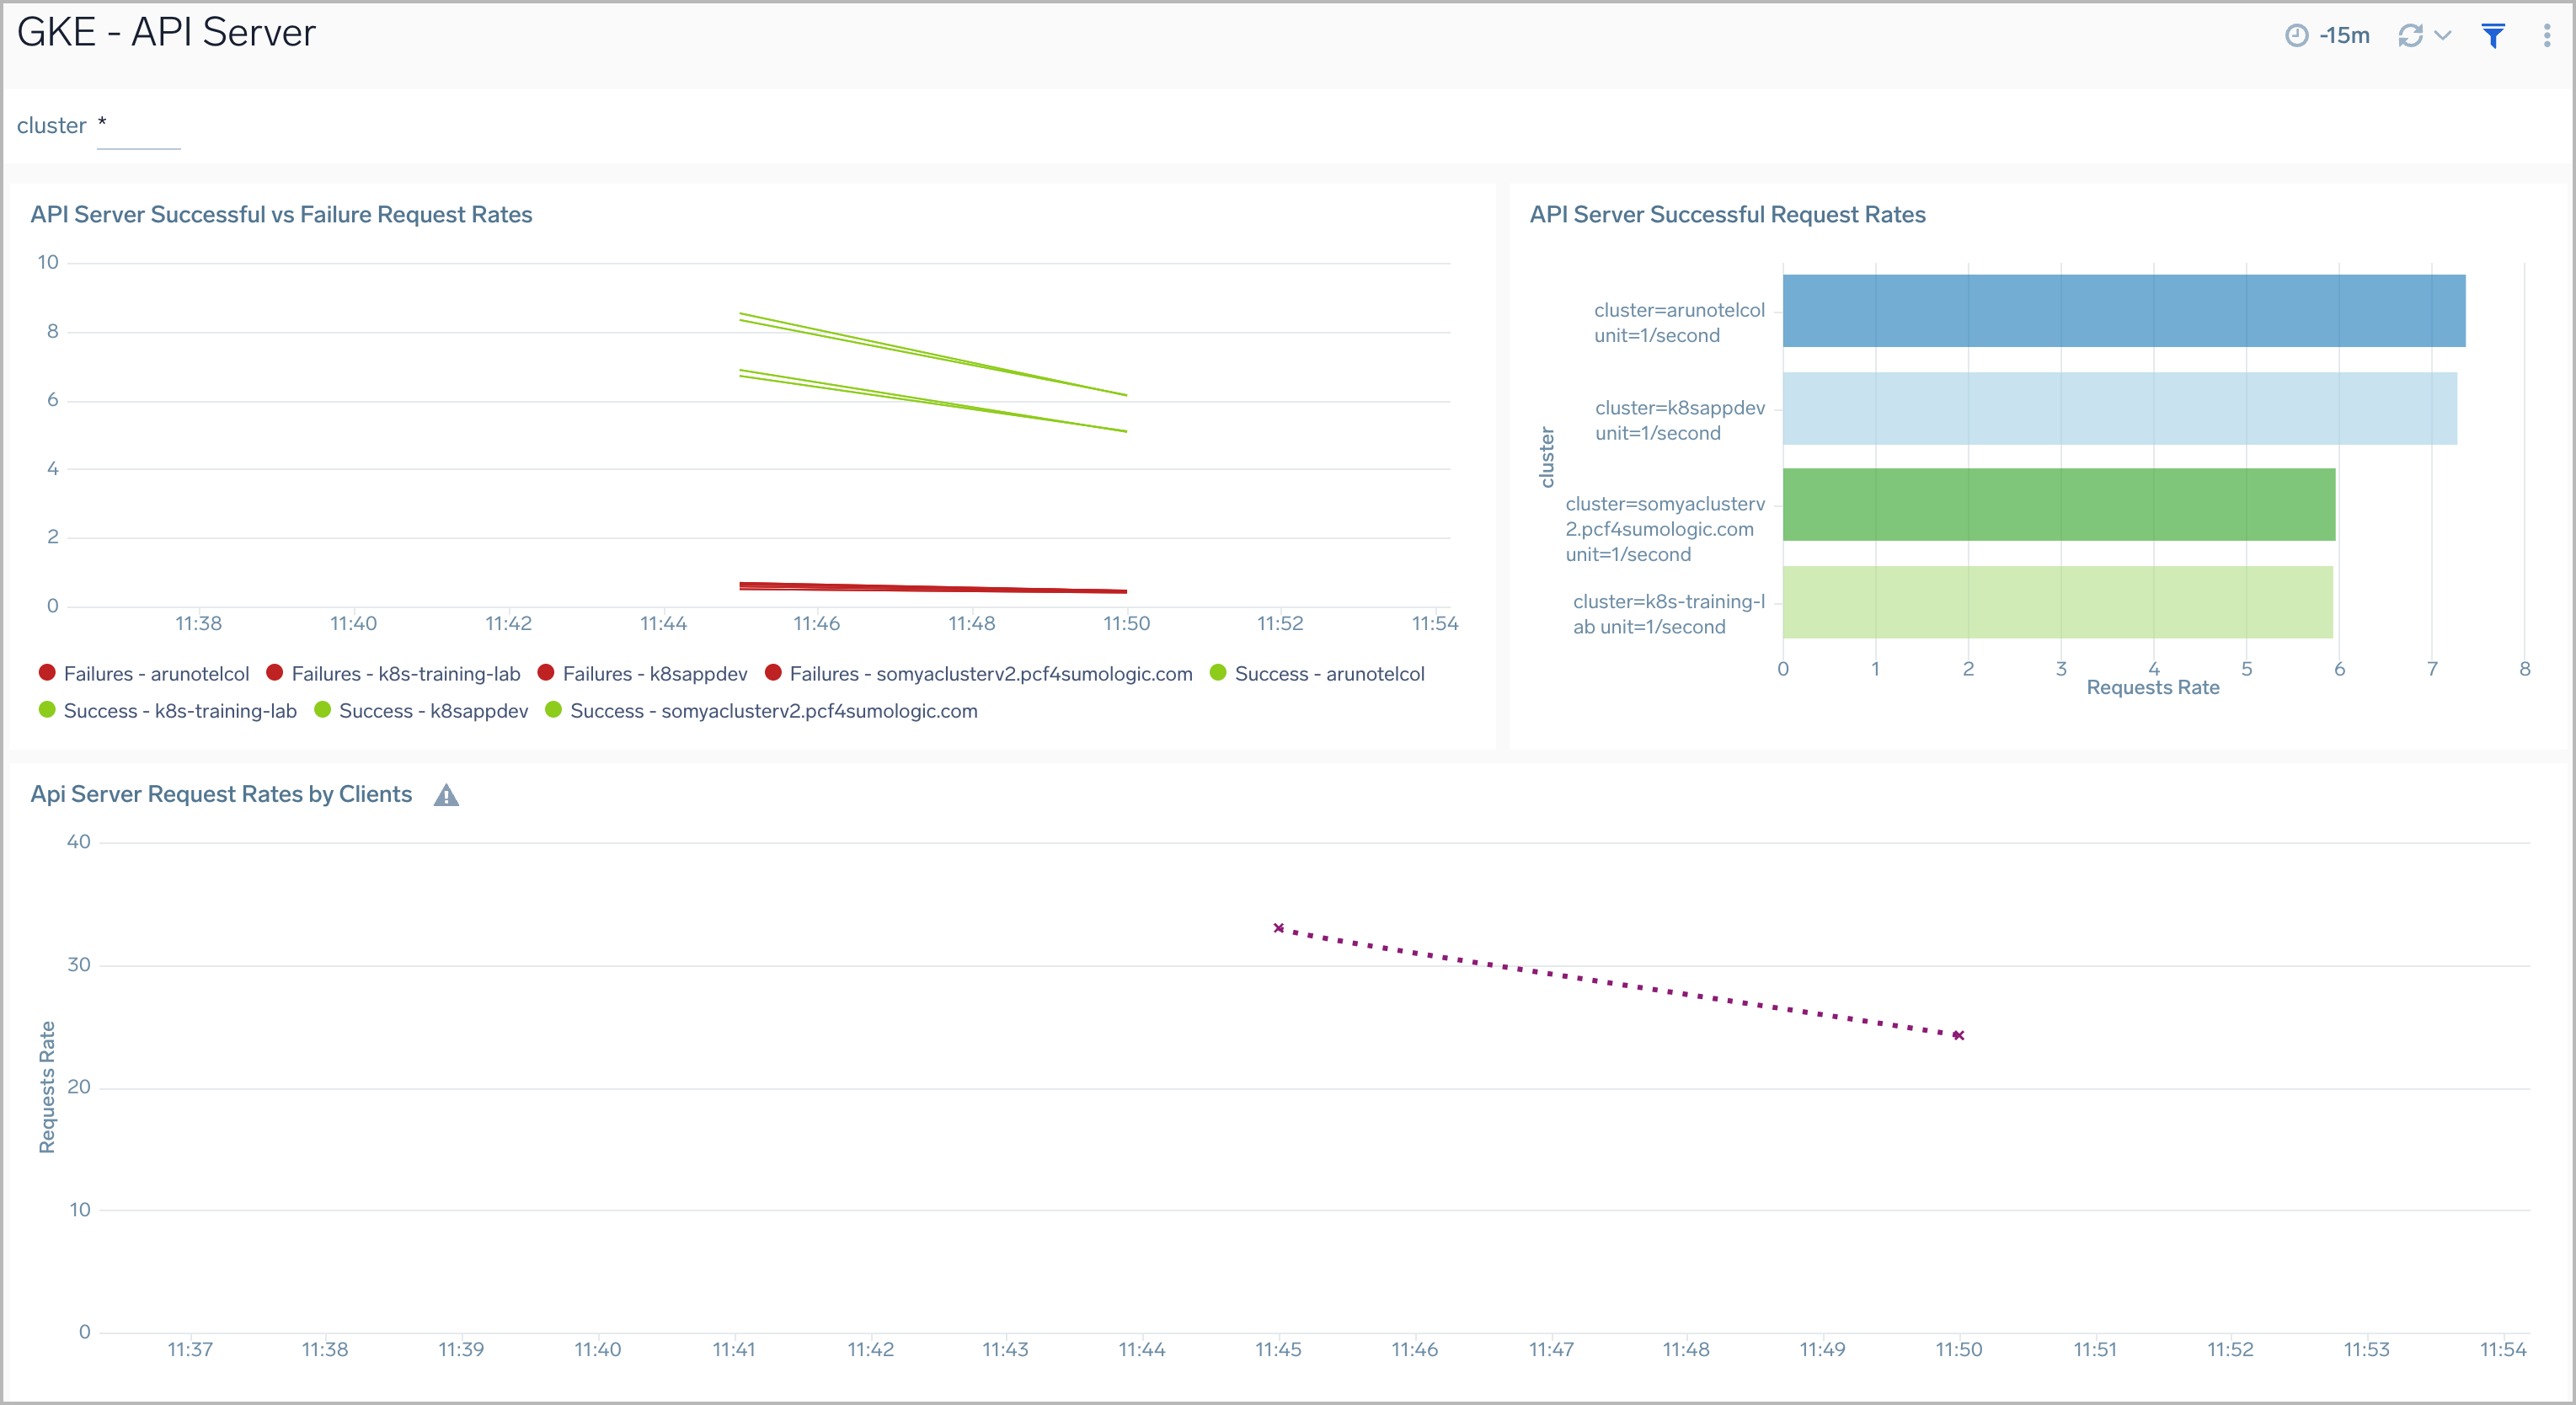 GKE - API Server
-15m
cluster *
API Server Successful vs Failure Request Rates
10
8
6
4
2
0
11:38 11:40 11:42 11:44 11:46 11:48 11:50 11:52 11:54
Failures - arunotelcol Failures - k8s-training-lab Failures - k8sappdev Failures - somyaclusterv2.pcf4sumologic.com Success - arunotelcol
Success - k8s-training-lab Success - k8sappdev Success - somyaclusterv2.pcf4sumologic.com
API Server Successful Request Rates
cluster
cluster=arunotelcol
unit=1/second
cluster=k8sappdev
unit=1/second
cluster=somyaclusterv
2.pcf4sumologic.com
unit=1/second
cluster=k8s-training-l
ab unit=1/second
0 1 2 3 4 5 6 7 8
Requests Rate
Api Server Request Rates by Clients
Requests Rate
40
30
20
10
0
11:37 11:38 11:39 11:40 11:41 11:42 11:43 11:44 11:45 11:46 11:47 11:48 11:49 11:50 11:51 11:52 11:53 11:54